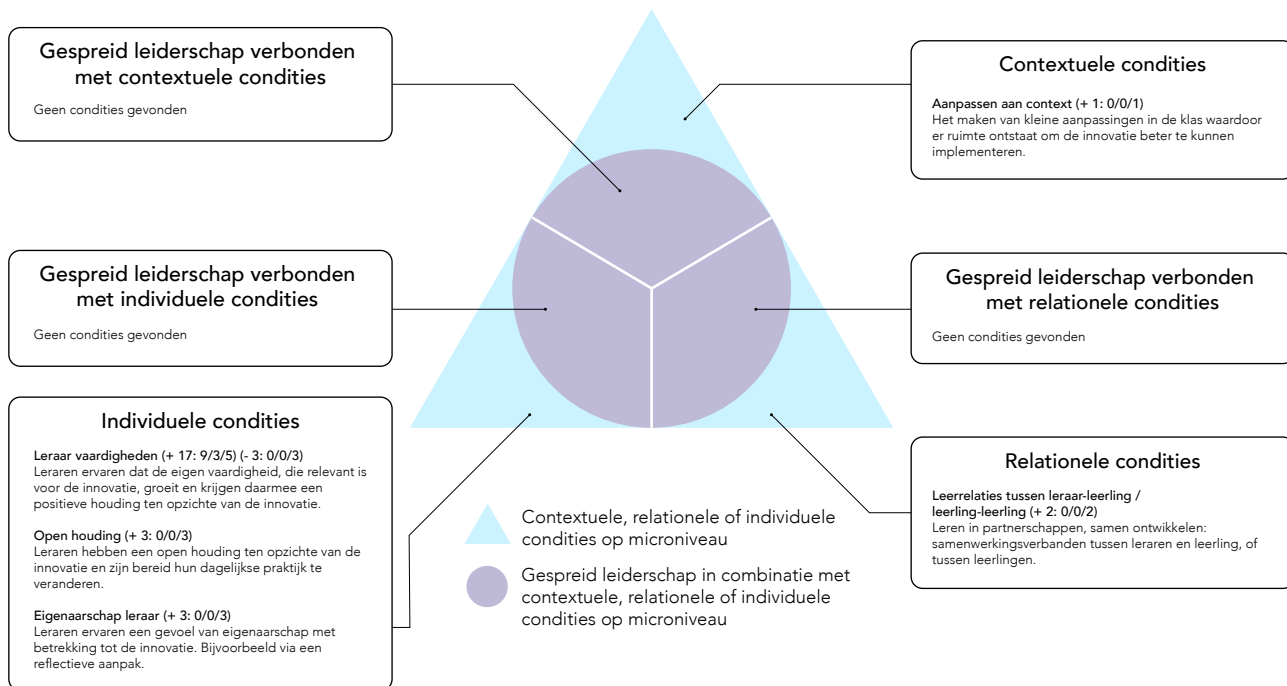 Gespreid leiderschap verbonden
met contextuele condities
Geen condities gevonden
Contextuele condities
Aanpassen aan context (+ 1: 0/0/1)
Het maken van kleine aanpassingen in de klas waardoor
er ruimte ontstaat om de innovatie beter te kunnen
implementeren.
Gespreid leiderschap verbonden
met individuele condities
Geen condities gevonden
Gespreid leiderschap verbonden
met relationele condities
Geen condities gevonden
Individuele condities
Leraar vaardigheden (+ 17: 9/3/5) (- 3: 0/0/3)
Leraren ervaren dat de eigen vaardigheid, die relevant is
voor de innovatie, groeit en krijgen daarmee een
positieve houding ten opzichte van de innovatie.
Open houding (+ 3: 0/0/3)
Leraren hebben een open houding ten opzichte van de
innovatie en zijn bereid hun dagelijkse praktijk te
veranderen.
Eigenaarschap leraar (+ 3: 0/0/3)
Leraren ervaren een gevoel van eigenaarschap met
betrekking tot de innovatie. Bijvoorbeeld via een
reflectieve aanpak.
Relationele condities
Leerrelaties tussen leraar-leerling /
leerling-leerling (+ 2: 0/0/2)
Leren in partnerschappen, samen ontwikkelen:
samenwerkingsverbanden tussen leraren en leerling, of
tussen leerlingen.
Contextuele, relationele of individuele
condities op microniveau
Gespreid leiderschap in combinatie met
contextuele, relationele of individuele
condities op microniveau